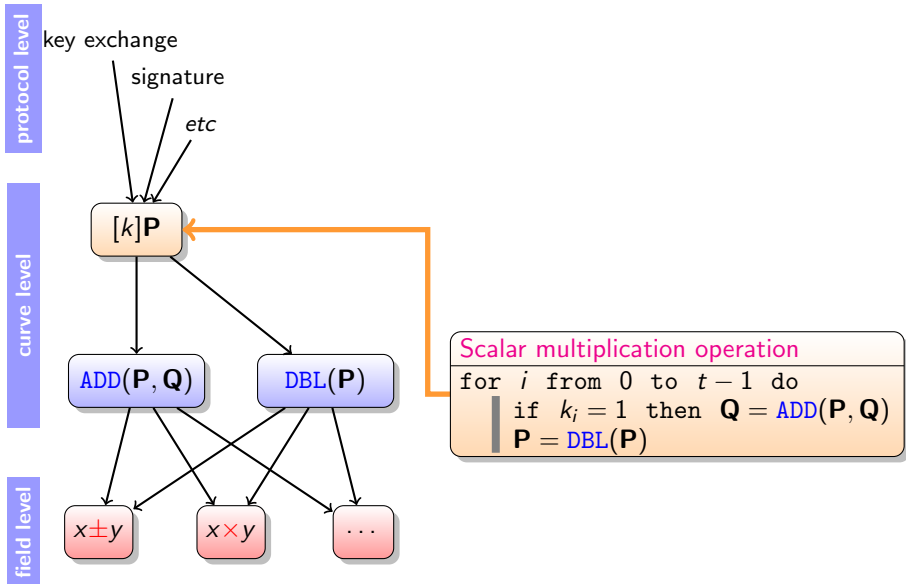 protocol level
key exchange
signature
etc
curve level
[k]P
ADD(P, Q)
DBL(P)
Scalar multiplication operation
for i from 0 to t − 1 do
if kᵢ = 1 then Q = ADD(P, Q)
P = DBL(P)
field level
x±y
x×y
···